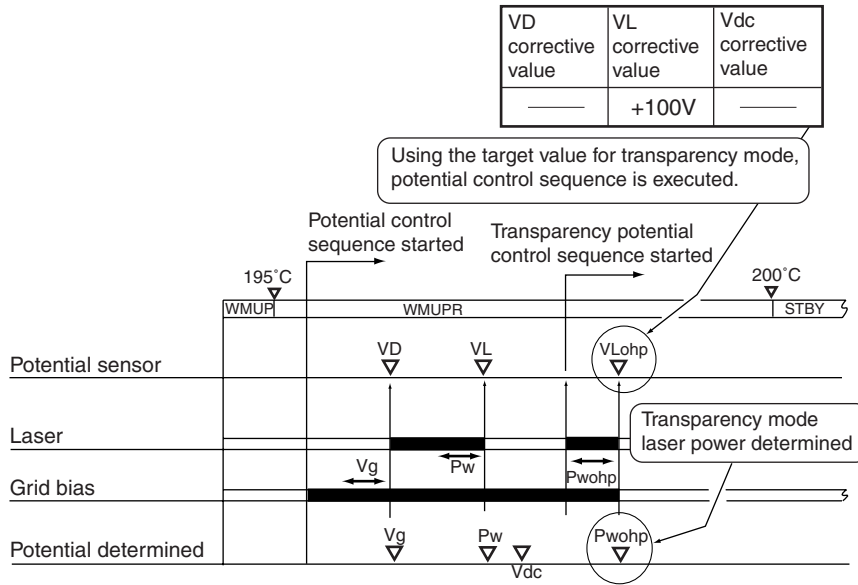 VD corrective value
VL corrective value
Vdc corrective value
+100V
Using the target value for transparency mode,
potential control sequence is executed.
Potential control
sequence started
Transparency potential
control sequence started
195˚C
200˚C
WMUP
WMUPR
STBY
Potential sensor
VD
VL
VLohp
Transparency mode
laser power determined
Laser
Vg
Pw
Pwohp
Grid bias
Potential determined
Vg
Pw
Vdc
Pwohp